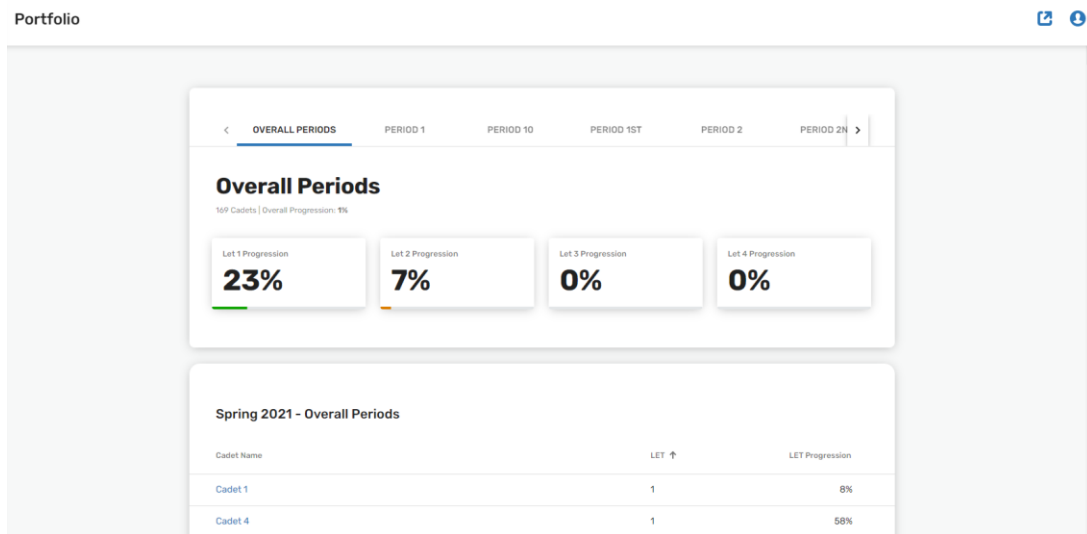 Portfolio
OVERALL PERIODS PERIOD 1 PERIOD 10 PERIOD 1ST PERIOD 2 PERIOD 2N
Overall Periods
169 Cadets | Overall Progression: 1%
Let 1 Progression Let 2 Progression Let 3 Progression Let 4 Progression
23% 7% 0% 0%
Spring 2021 - Overall Periods
Cadet Name LET ↑ LET Progression
Cadet 1 1 8%
Cadet 4 1 58%